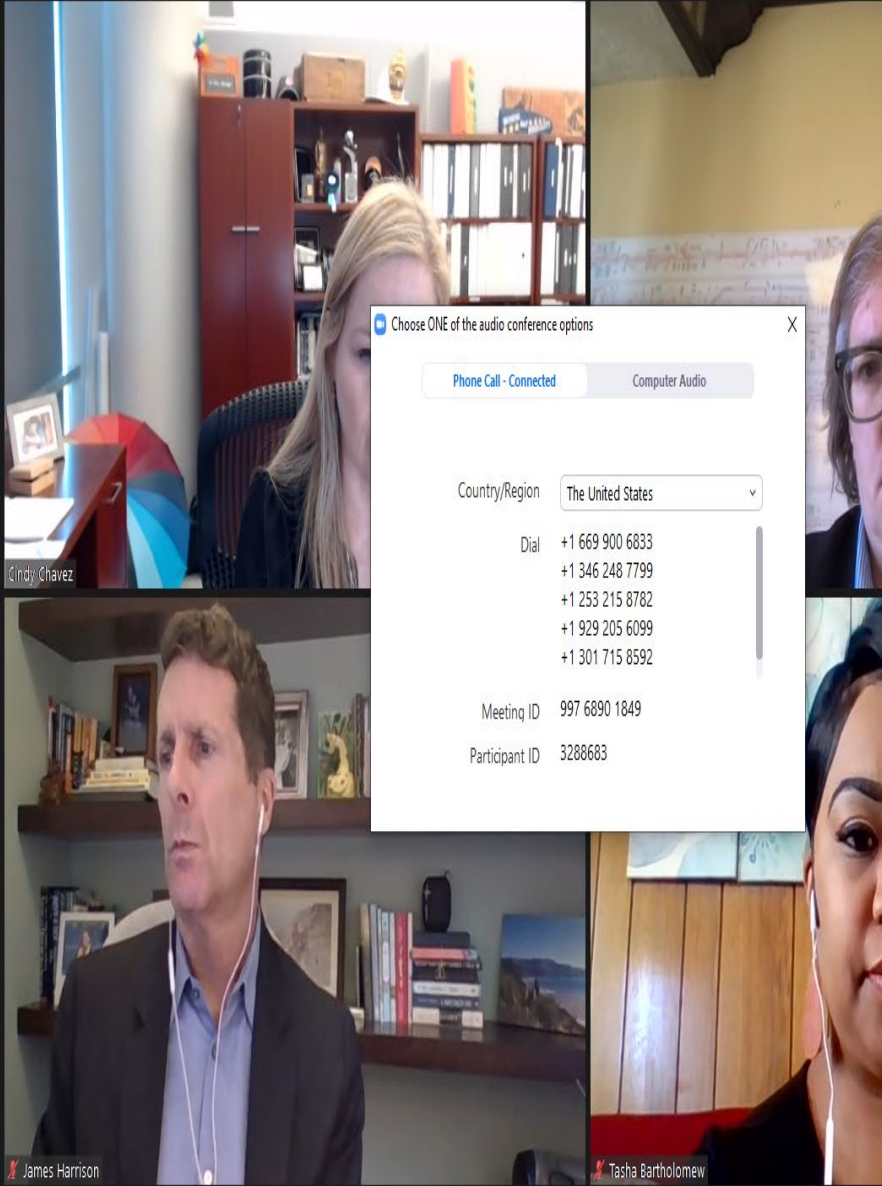 Choose ONE of the audio conference options
Phone Call - Connected
Computer Audio
Country/Region
The United States
Dial
+1 669 900 6833
+1 346 248 7799
+1 253 215 8782
+1 929 205 6099
+1 301 715 8592
Meeting ID
997 6890 1849
Participant ID
3288683
Cindy Chavez
James Harrison
Tasha Bartholomew